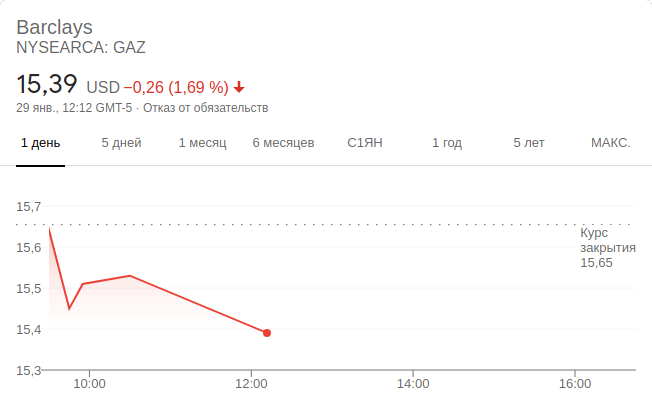 Barclays
NYSEARCA: GAZ
15,39 USD −0,26 (1,69 %)
29 янв., 12:12 GMT-5 · Отказ от обязательств
1 день 5 дней 1 месяц 6 месяцев С1ЯН 1 год 5 лет МАКС.
15,7
Курс
закрытия
15,65
15,6
15,5
15,4
15,3
10:00 12:00 14:00 16:00